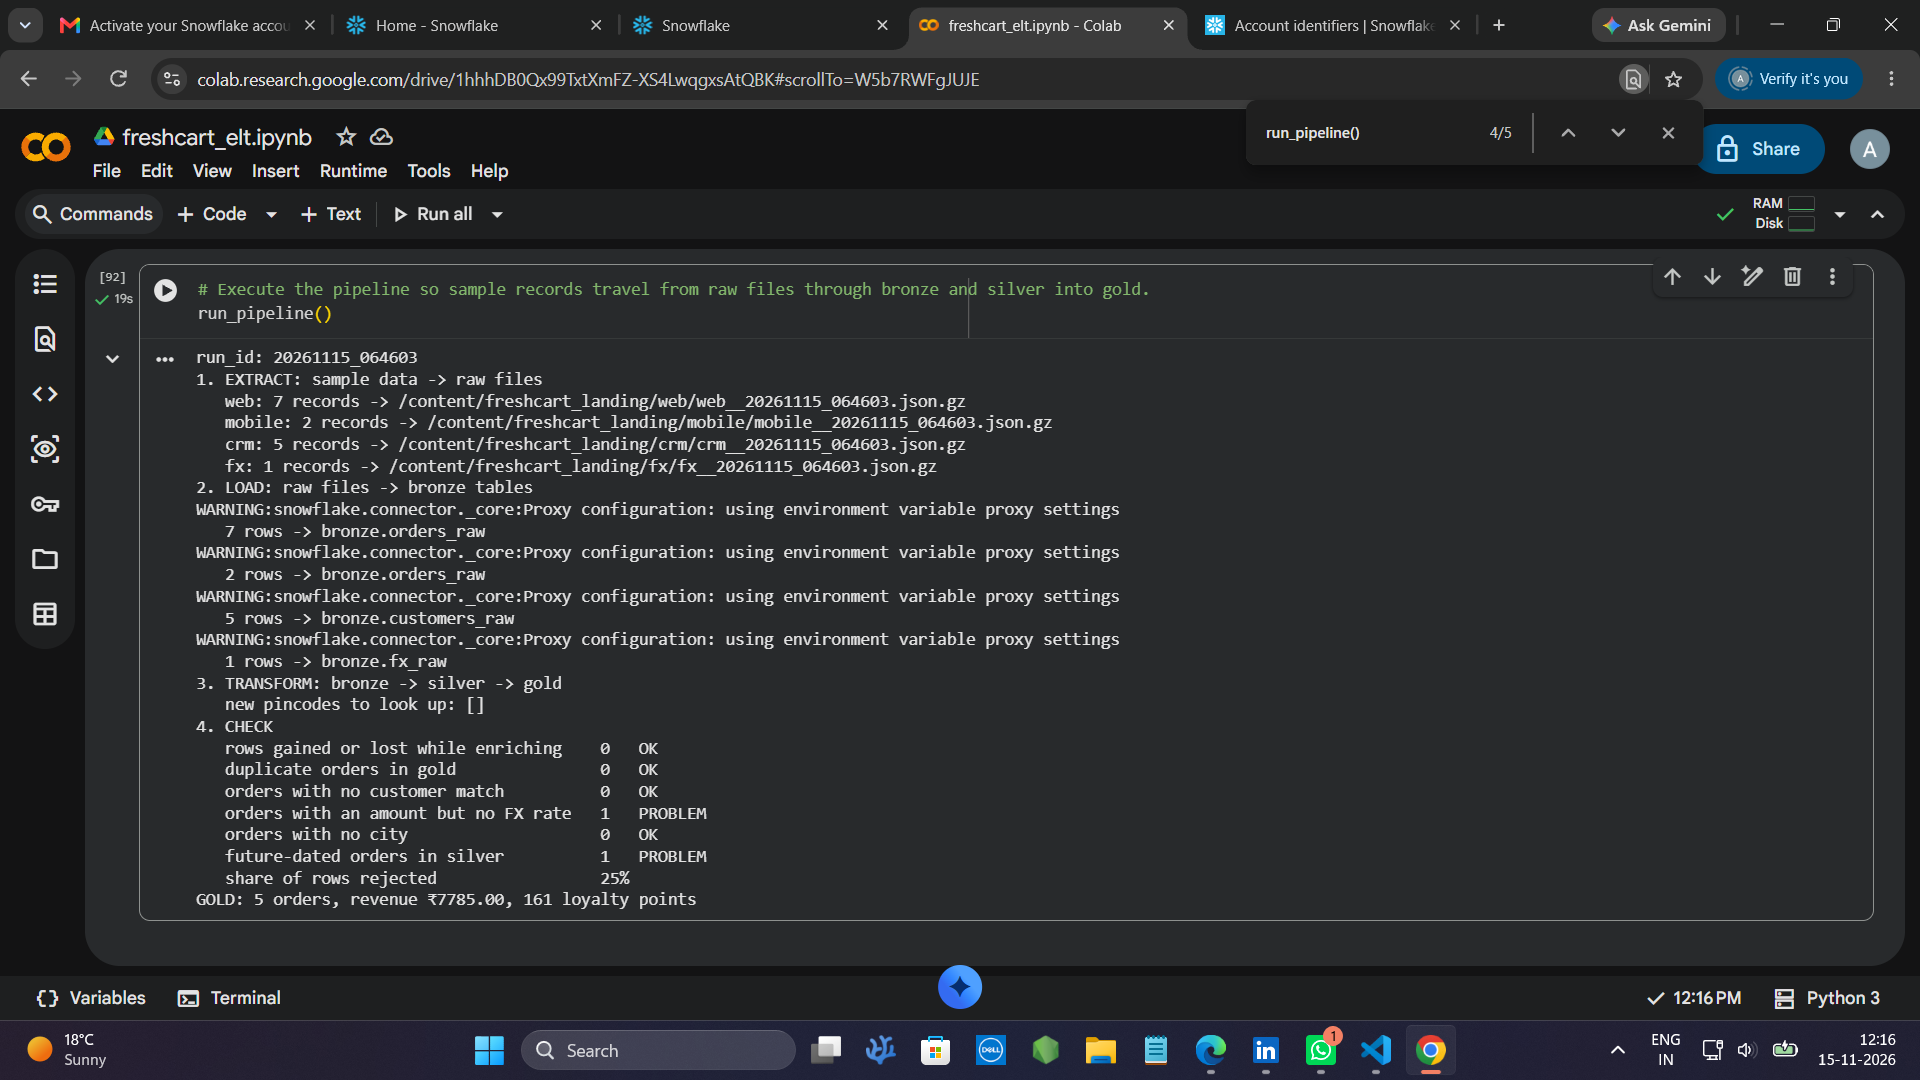 Activate your Snowflake accou
Home - Snowflake
Snowflake
freshcart_elt.ipynb - Colab
Account identifiers | Snowflake
Ask Gemini
colab.research.google.com/drive/1hhhDB0Qx99TxtXmFZ-XS4LwqgxsAtQBK#scrollTo=W5b7RWFgJUJE
A Verify it's you
run_pipeline() 4/5
freshcart_elt.ipynb
Share
A
File Edit View Insert Runtime Tools Help
Commands + Code + Text Run all
RAM
Disk
[92]
19s
# Execute the pipeline so sample records travel from raw files through bronze and silver into gold.
run_pipeline()
run_id: 20261115_064603
1. EXTRACT: sample data -> raw files
web: 7 records -> /content/freshcart_landing/web/web__20261115_064603.json.gz
mobile: 2 records -> /content/freshcart_landing/mobile/mobile__20261115_064603.json.gz
crm: 5 records -> /content/freshcart_landing/crm/crm__20261115_064603.json.gz
fx: 1 records -> /content/freshcart_landing/fx/fx__20261115_064603.json.gz
2. LOAD: raw files -> bronze tables
WARNING:snowflake.connector._core:Proxy configuration: using environment variable proxy settings
7 rows -> bronze.orders_raw
WARNING:snowflake.connector._core:Proxy configuration: using environment variable proxy settings
2 rows -> bronze.orders_raw
WARNING:snowflake.connector._core:Proxy configuration: using environment variable proxy settings
5 rows -> bronze.customers_raw
WARNING:snowflake.connector._core:Proxy configuration: using environment variable proxy settings
1 rows -> bronze.fx_raw
3. TRANSFORM: bronze -> silver -> gold
new pincodes to look up: []
4. CHECK
rows gained or lost while enriching 0 OK
duplicate orders in gold 0 OK
orders with no customer match 0 OK
orders with an amount but no FX rate 1 PROBLEM
orders with no city 0 OK
future-dated orders in silver 1 PROBLEM
share of rows rejected 25%
GOLD: 5 orders, revenue ₹7785.00, 161 loyalty points
Variables
Terminal
12:16 PM
Python 3
18°C
Sunny
Search
DELL
in
1
ENG
IN
12:16
15-11-2026